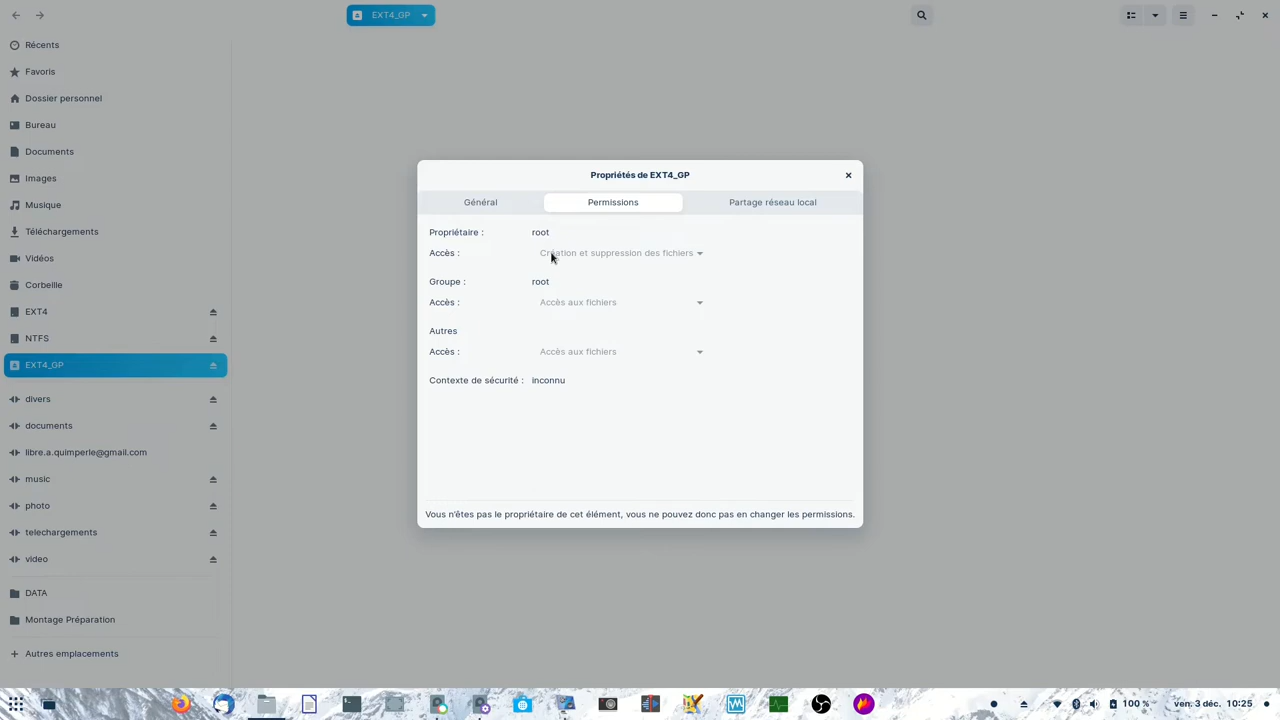 EXT4_GP
Récents
Favoris
Dossier personnel
Bureau
Documents
Images
Musique
Téléchargements
Vidéos
Corbeille
EXT4
NTFS
EXT4_GP
divers
documents
libre.a.quimperle@gmail.com
music
photo
telechargements
video
DATA
Montage Préparation
Autres emplacements
Propriétés de EXT4_GP
Général Permissions Partage réseau local
Propriétaire : root
Accès : Création et suppression des fichiers
Groupe : root
Accès : Accès aux fichiers
Autres
Accès : Accès aux fichiers
Contexte de sécurité : inconnu
Vous n'êtes pas le propriétaire de cet élément, vous ne pouvez donc pas en changer les permissions.
100 % ven. 3 déc. 10:25